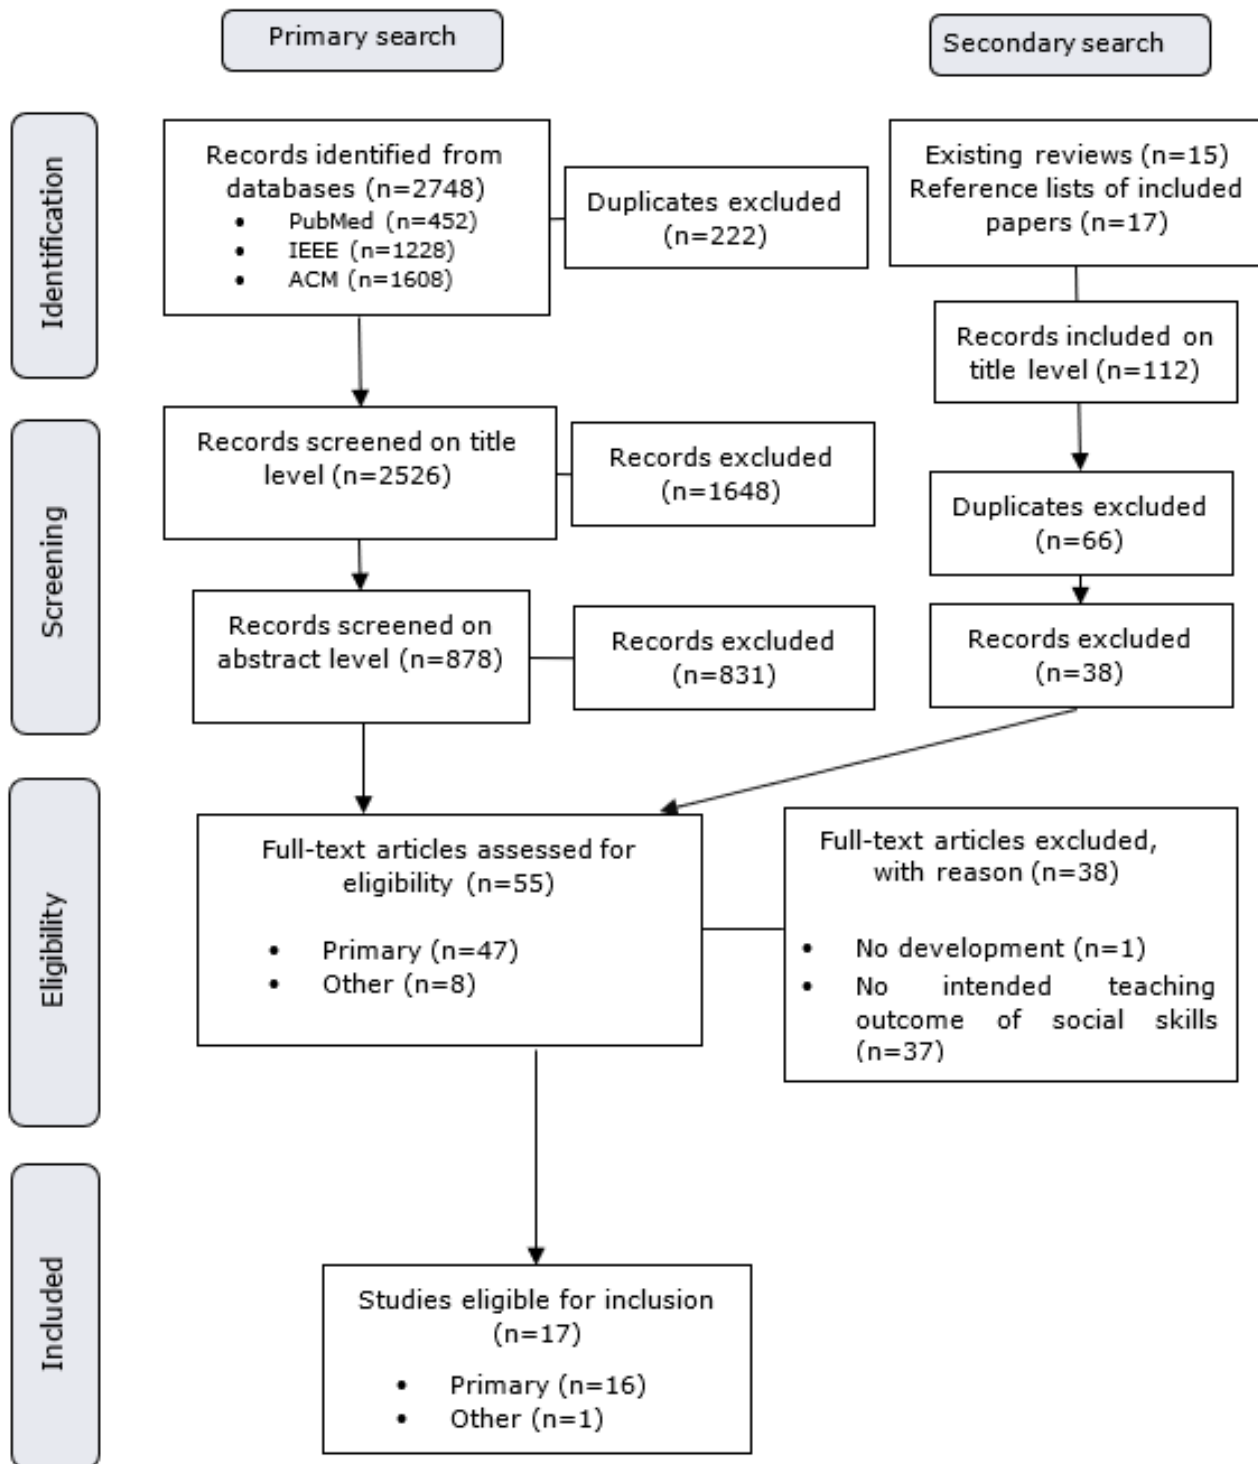 Primary search
Secondary search
Identification
Records identified from
databases (n=2748)
• PubMed (n=452)
• IEEE (n=1228)
• ACM (n=1608)
Duplicates excluded
(n=222)
Existing reviews (n=15)
Reference lists of included
papers (n=17)
Records included on
title level (n=112)
Screening
Records screened on title
level (n=2526)
Records excluded
(n=1648)
Duplicates excluded
(n=66)
Records screened on
abstract level (n=878)
Records excluded
(n=831)
Records excluded
(n=38)
Eligibility
Full-text articles assessed for
eligibility (n=55)
• Primary (n=47)
• Other (n=8)
Full-text articles excluded,
with reason (n=38)
• No development (n=1)
• No intended teaching
outcome of social skills
(n=37)
Included
Studies eligible for inclusion
(n=17)
• Primary (n=16)
• Other (n=1)